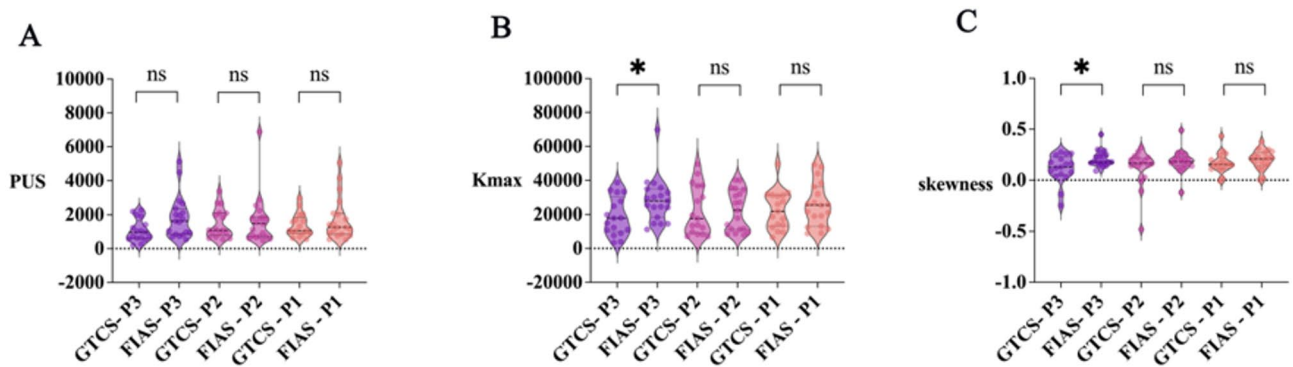 A
ns
ns
ns
10000
8000
6000
4000
2000
0
-2000
PUS
GTCS- P3
FIAS- P3
GTCS- P2
FIAS - P2
GTCS - P1
FIAS - P1
B
*
ns
ns
100000
80000
60000
40000
20000
0
-20000
Kmax
GTCS- P3
FIAS- P3
GTCS- P2
FIAS - P2
GTCS - P1
FIAS - P1
C
*
ns
ns
1.0
0.5
0.0
-0.5
-1.0
skewness
GTCS- P3
FIAS- P3
GTCS- P2
FIAS - P2
GTCS - P1
FIAS - P1